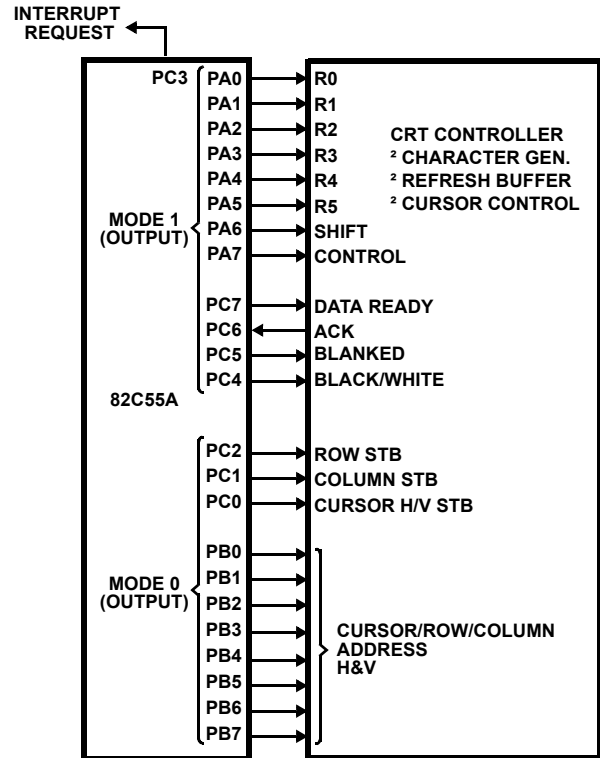 INTERRUPT
REQUEST
PC3 PA0 R0
PA1 R1
PA2 R2
CRT CONTROLLER
PA3 R3
² CHARACTER GEN.
PA4 R4
² REFRESH BUFFER
PA5 R5
² CURSOR CONTROL
MODE 1
(OUTPUT)
PA6 SHIFT
PA7 CONTROL
PC7 DATA READY
PC6 ACK
PC5 BLANKED
PC4 BLACK/WHITE
82C55A
PC2 ROW STB
PC1 COLUMN STB
PC0 CURSOR H/V STB
MODE 0
(OUTPUT)
PB0
PB1
PB2
PB3
PB4
PB5
PB6
PB7
CURSOR/ROW/COLUMN
ADDRESS
H&V